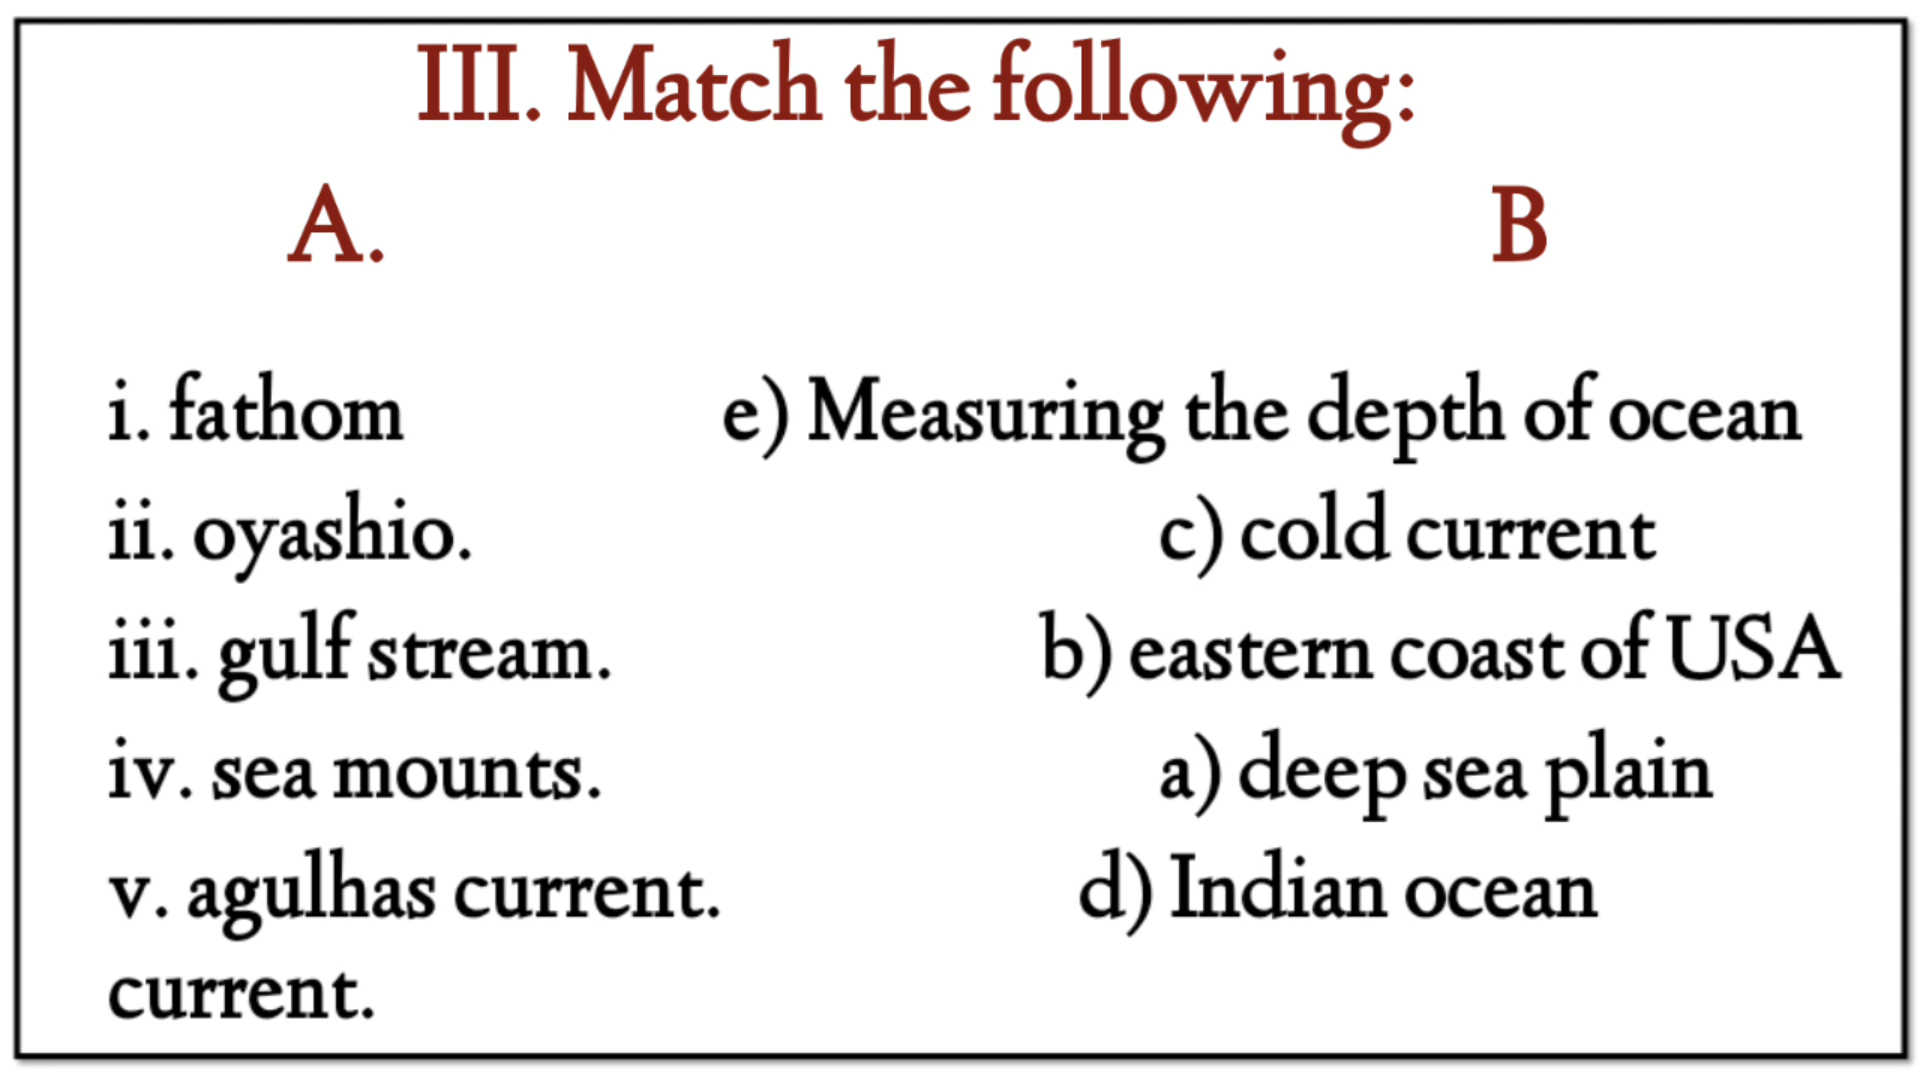 III. Match the following:
A. B
i. fathom e) Measuring the depth of ocean
ii. oyashio. c) cold current
iii. gulf stream. b) eastern coast of USA
iv. sea mounts. a) deep sea plain
v. agulhas current. d) Indian ocean
current.